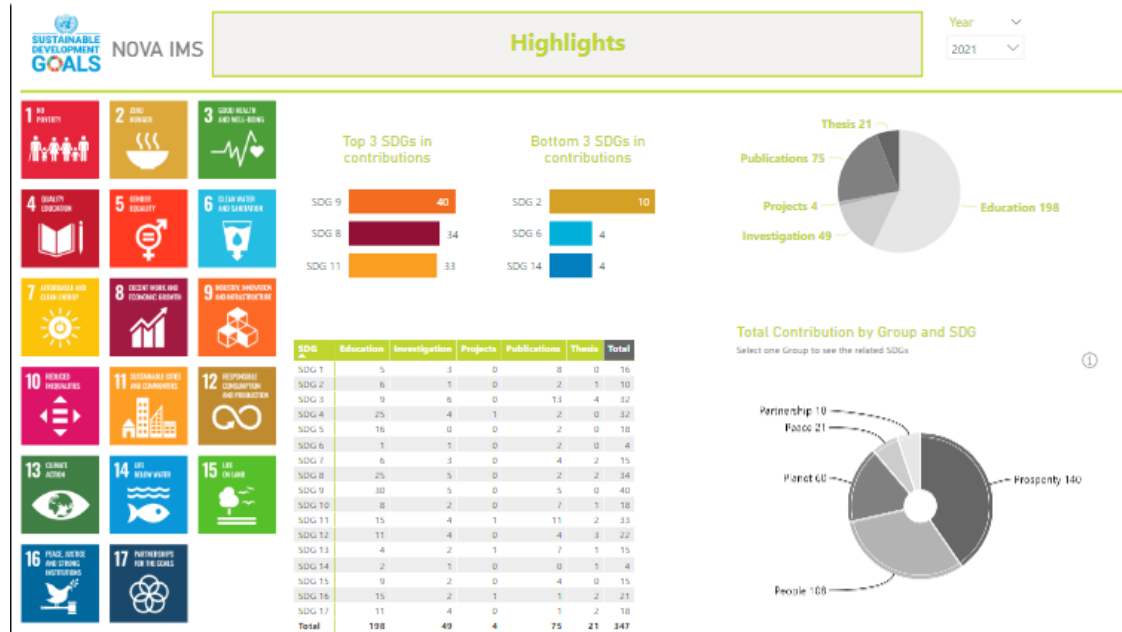 SUSTAINABLE
DEVELOPMENT
GOALS
NOVA IMS
Highlights
Year
2021
1 NO
POVERTY
2 ZERO
HUNGER
3 GOOD HEALTH
AND WELL-BEING
4 QUALITY
EDUCATION
5 GENDER
EQUALITY
6 CLEAN WATER
AND SANITATION
7 AFFORDABLE AND
CLEAN ENERGY
8 DECENT WORK AND
ECONOMIC GROWTH
9 INDUSTRY, INNOVATION
AND INFRASTRUCTURE
10 REDUCED
INEQUALITIES
11 SUSTAINABLE CITIES
AND COMMUNITIES
12 RESPONSIBLE
CONSUMPTION
AND PRODUCTION
13 CLIMATE
ACTION
14 LIFE
BELOW WATER
15 LIFE
ON LAND
16 PEACE, JUSTICE
AND STRONG
INSTITUTIONS
17 PARTNERSHIPS
FOR THE GOALS
Top 3 SDGs in
contributions
SDG 9 40
SDG 8 34
SDG 11 33
Bottom 3 SDGs in
contributions
SDG 2 10
SDG 6 4
SDG 14 4
Thesis 21
Publications 75
Projects 4
Investigation 49
Education 198
SDG Education Investigation Projects Publications Thesis Total
SDG 1 5 3 0 8 0 16
SDG 2 6 1 0 2 1 10
SDG 3 9 6 0 13 4 32
SDG 4 25 4 1 2 0 32
SDG 5 16 0 0 2 0 18
SDG 6 1 1 0 2 0 4
SDG 7 6 3 0 4 2 15
SDG 8 25 5 0 2 2 34
SDG 9 30 5 0 5 0 40
SDG 10 8 2 0 7 1 18
SDG 11 15 4 1 11 2 33
SDG 12 11 4 0 4 3 22
SDG 13 4 2 1 7 1 15
SDG 14 2 1 0 0 1 4
SDG 15 9 2 0 4 0 15
SDG 16 15 2 1 1 2 21
SDG 17 11 4 0 1 2 18
Total 198 49 4 75 21 347
Total Contribution by Group and SDG
Select one Group to see the related SDGs
Partnership 10
Peace 21
Planet 60
Prosperity 140
People 108